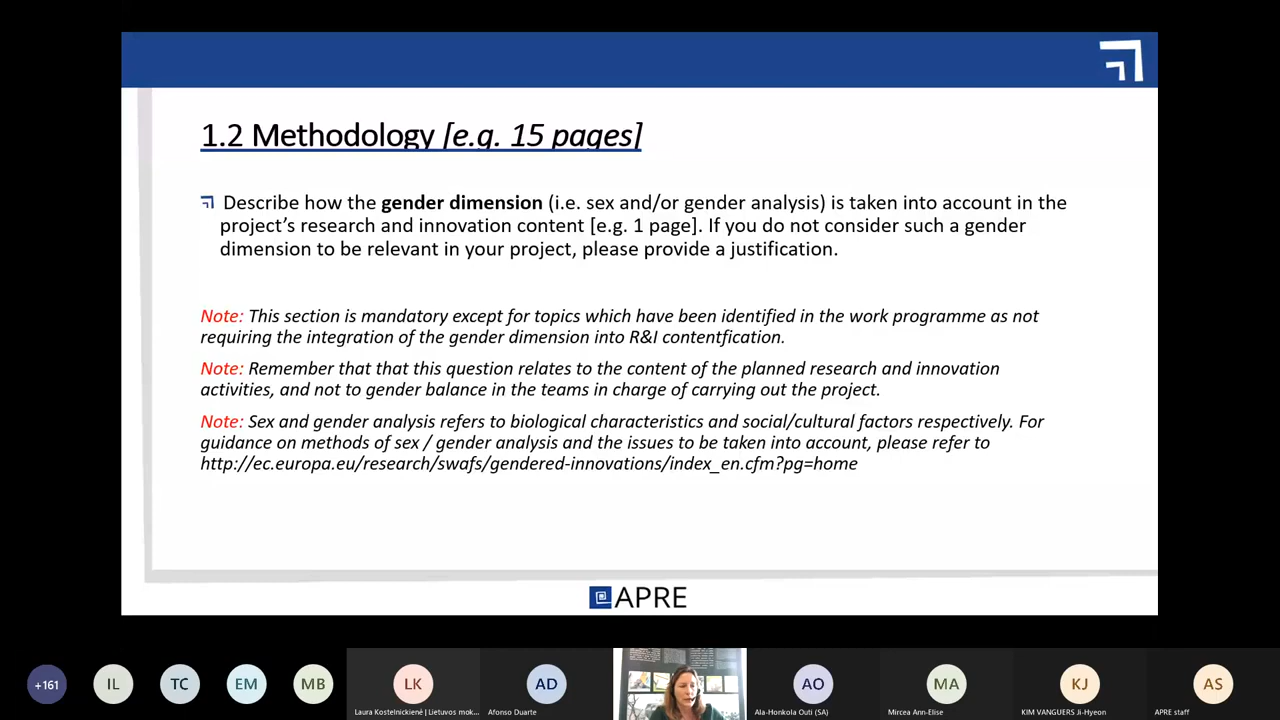 1.2 Methodology [e.g. 15 pages]
Describe how the gender dimension (i.e. sex and/or gender analysis) is taken into account in the
project's research and innovation content [e.g. 1 page]. If you do not consider such a gender
dimension to be relevant in your project, please provide a justification.
Note: This section is mandatory except for topics which have been identified in the work programme as not
requiring the integration of the gender dimension into R&I contentfication.
Note: Remember that that this question relates to the content of the planned research and innovation
activities, and not to gender balance in the teams in charge of carrying out the project.
Note: Sex and gender analysis refers to biological characteristics and social/cultural factors respectively. For
guidance on methods of sex / gender analysis and the issues to be taken into account, please refer to
http://ec.europa.eu/research/swafs/gendered-innovations/index_en.cfm?pg=home
APRE
+161
IL
TC
EM
MB
LK
AD
AO
MA
KJ
AS
Laura Kostelnickienė | Lietuvos mok...
Afonso Duarte
Ala-Honkola Outi (SA)
Mircea Ann-Elise
KIM VANGUERS Ji-Hyeon
APRE staff